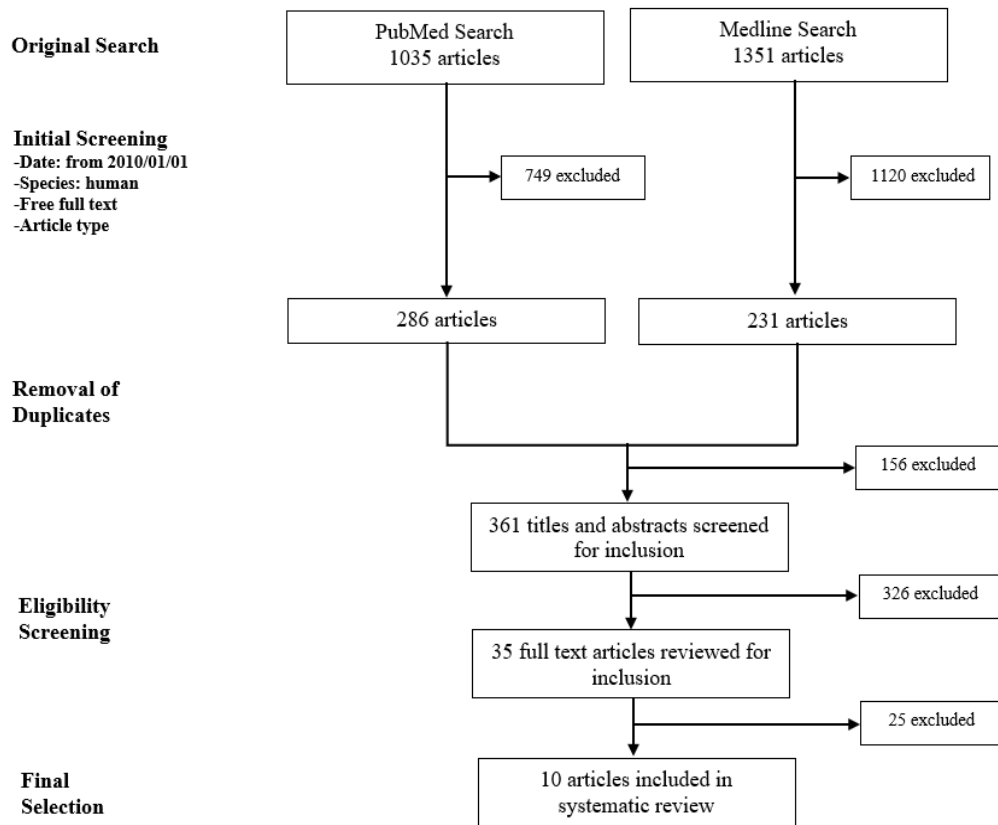 Original Search
PubMed Search
1035 articles
Medline Search
1351 articles
Initial Screening
-Date: from 2010/01/01
-Species: human
-Free full text
-Article type
749 excluded
1120 excluded
286 articles
231 articles
Removal of
Duplicates
156 excluded
361 titles and abstracts screened
for inclusion
Eligibility
Screening
326 excluded
35 full text articles reviewed for
inclusion
25 excluded
Final
Selection
10 articles included in
systematic review